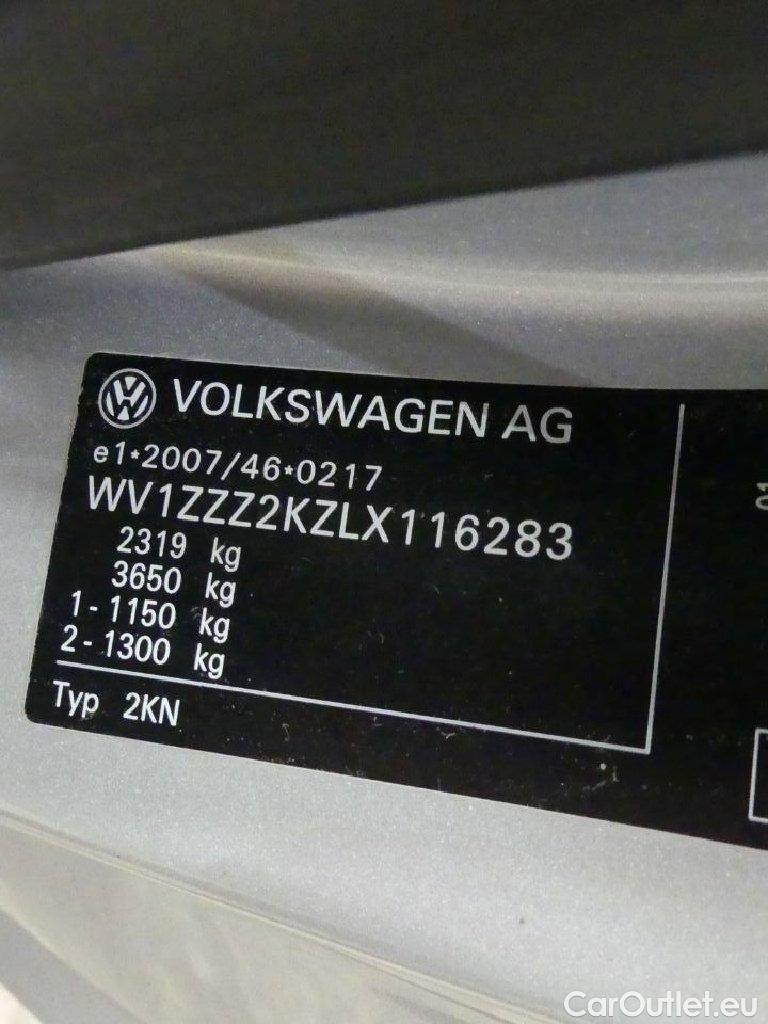 VOLKSWAGEN AG
e1*2007/46*0217
WV1ZZZ2KZLX116283
2319 kg
3650 kg
1- 1150 kg
2- 1300 kg
Typ 2KN
01
CarOutlet.eu